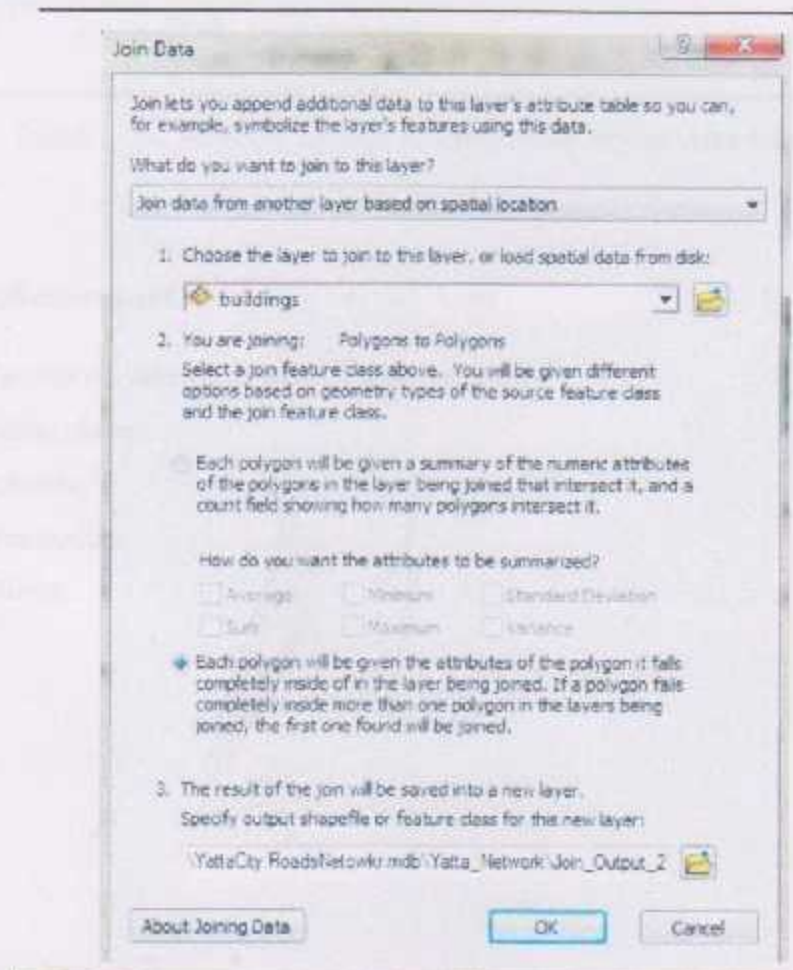 Join Data
Join lets you append additional data to this layer's attribute table so you can,
for example, symbolize the layer's features using this data.
What do you want to join to this layer?
Join data from another layer based on spatial location
1. Choose the layer to join to this layer, or load spatial data from disk:
buildings
2. You are joining: Polygons to Polygons
Select a join feature class above. You will be given different
options based on geometry types of the source feature class
and the join feature class.
Each polygon will be given a summary of the numeric attributes
of the polygons in the layer being joined that intersect it, and a
count field showing how many polygons intersect it.
How do you want the attributes to be summarized?
Average Minimum Standard Deviation
Sum Maximum Variance
Each polygon will be given the attributes of the polygon it falls
completely inside of in the layer being joined. If a polygon falls
completely inside more than one polygon in the layers being
joined, the first one found will be joined.
3. The result of the join will be saved into a new layer.
Specify output shapefile or feature class for this new layer:
\YattaCity RoadsNetowkr.mdb\Yatta_Network\Join_Output_2
About Joining Data OK Cancel